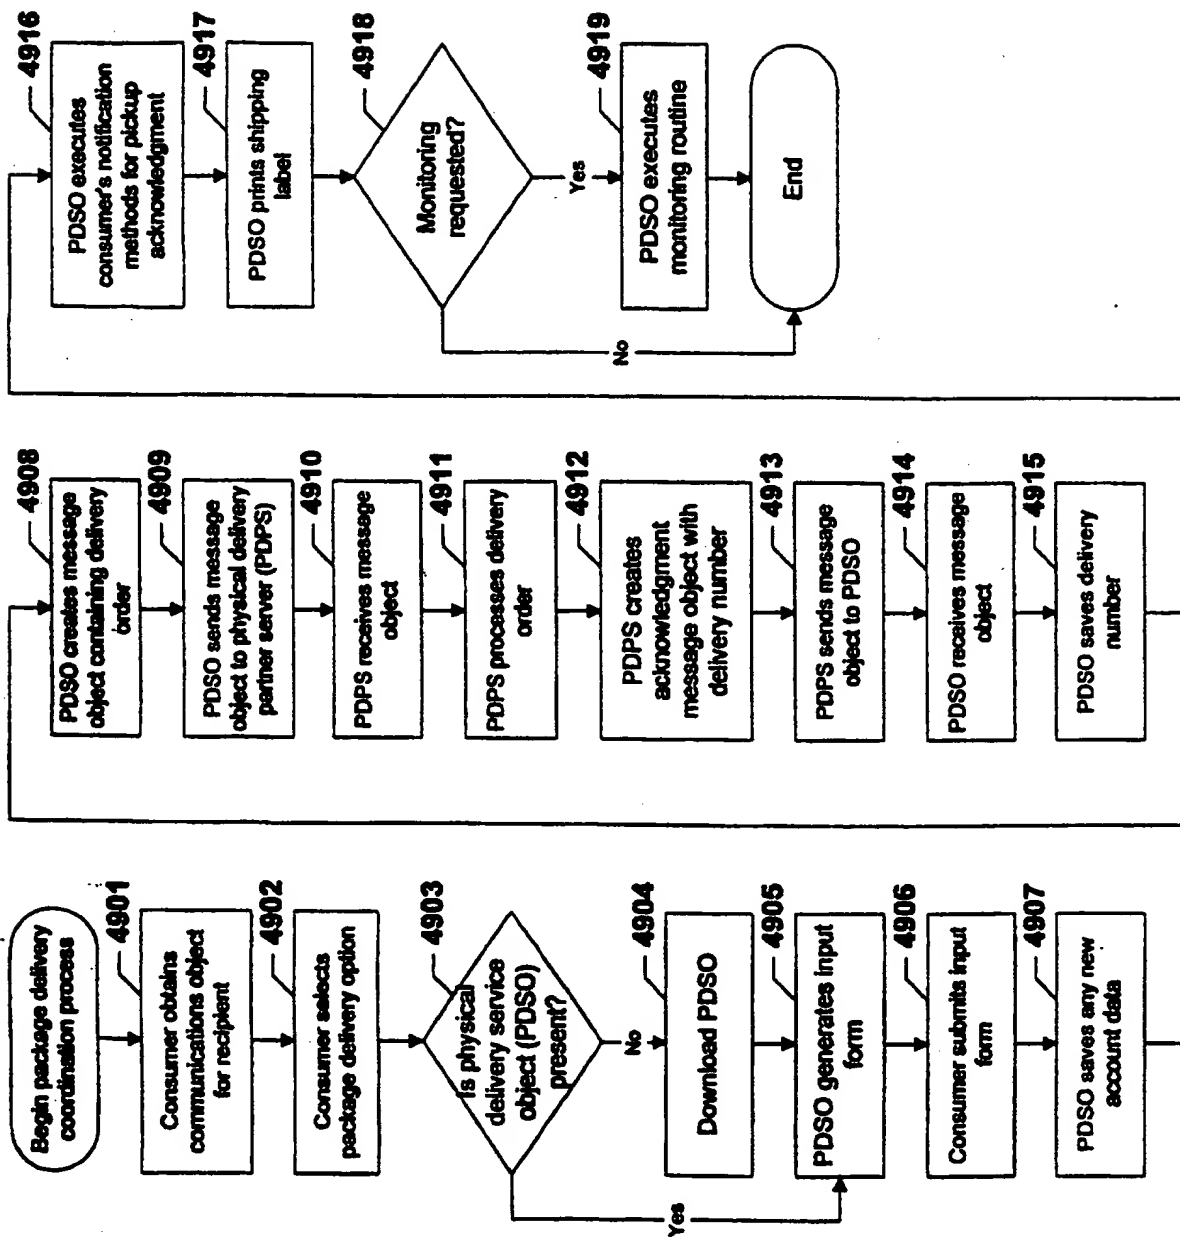 Begin package delivery
coordination process
4901
Consumer obtains
communications object
for recipient
4902
Consumer selects
package delivery option
4903
Is physical
delivery service
object (PDSO)
present?
No
Yes
4904
Download PDSO
4905
PDSO generates input
form
4906
Consumer submits input
form
4907
PDSO saves any new
account data
4908
PDSO creates message
object containing delivery
order
4909
PDSO sends message
object to physical delivery
partner server (PDPS)
4910
PDPS receives message
object
4911
PDPS processes delivery
order
4912
PDPS creates
acknowledgment
message object with
delivery number
4913
PDPS sends message
object to PDSO
4914
PDSO receives message
object
4915
PDSO saves delivery
number
4916
PDSO executes
consumer's notification
methods for pickup
acknowledgment
4917
PDSO prints shipping
label
4918
Monitoring
requested?
Yes
No
4919
PDSO executes
monitoring routine
End